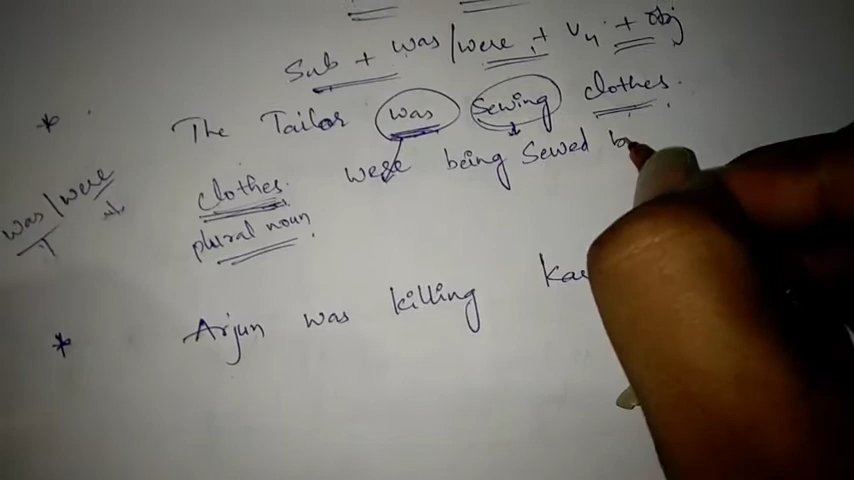 Sub + was/were + V4 + obj
* The Tailor was sewing clothes.
was/were clothes were being sewed
plural noun
* Arjun was killing